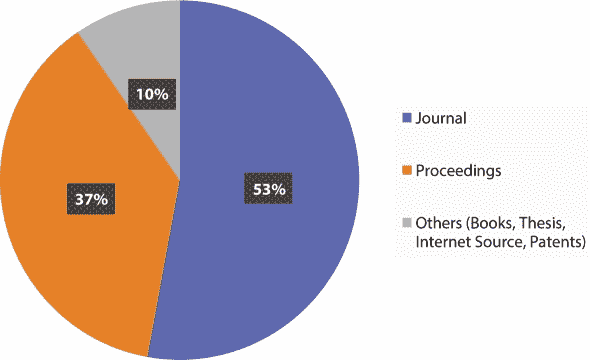 10%
37%
53%
Journal
Proceedings
Others (Books, Thesis,
Internet Source, Patents)